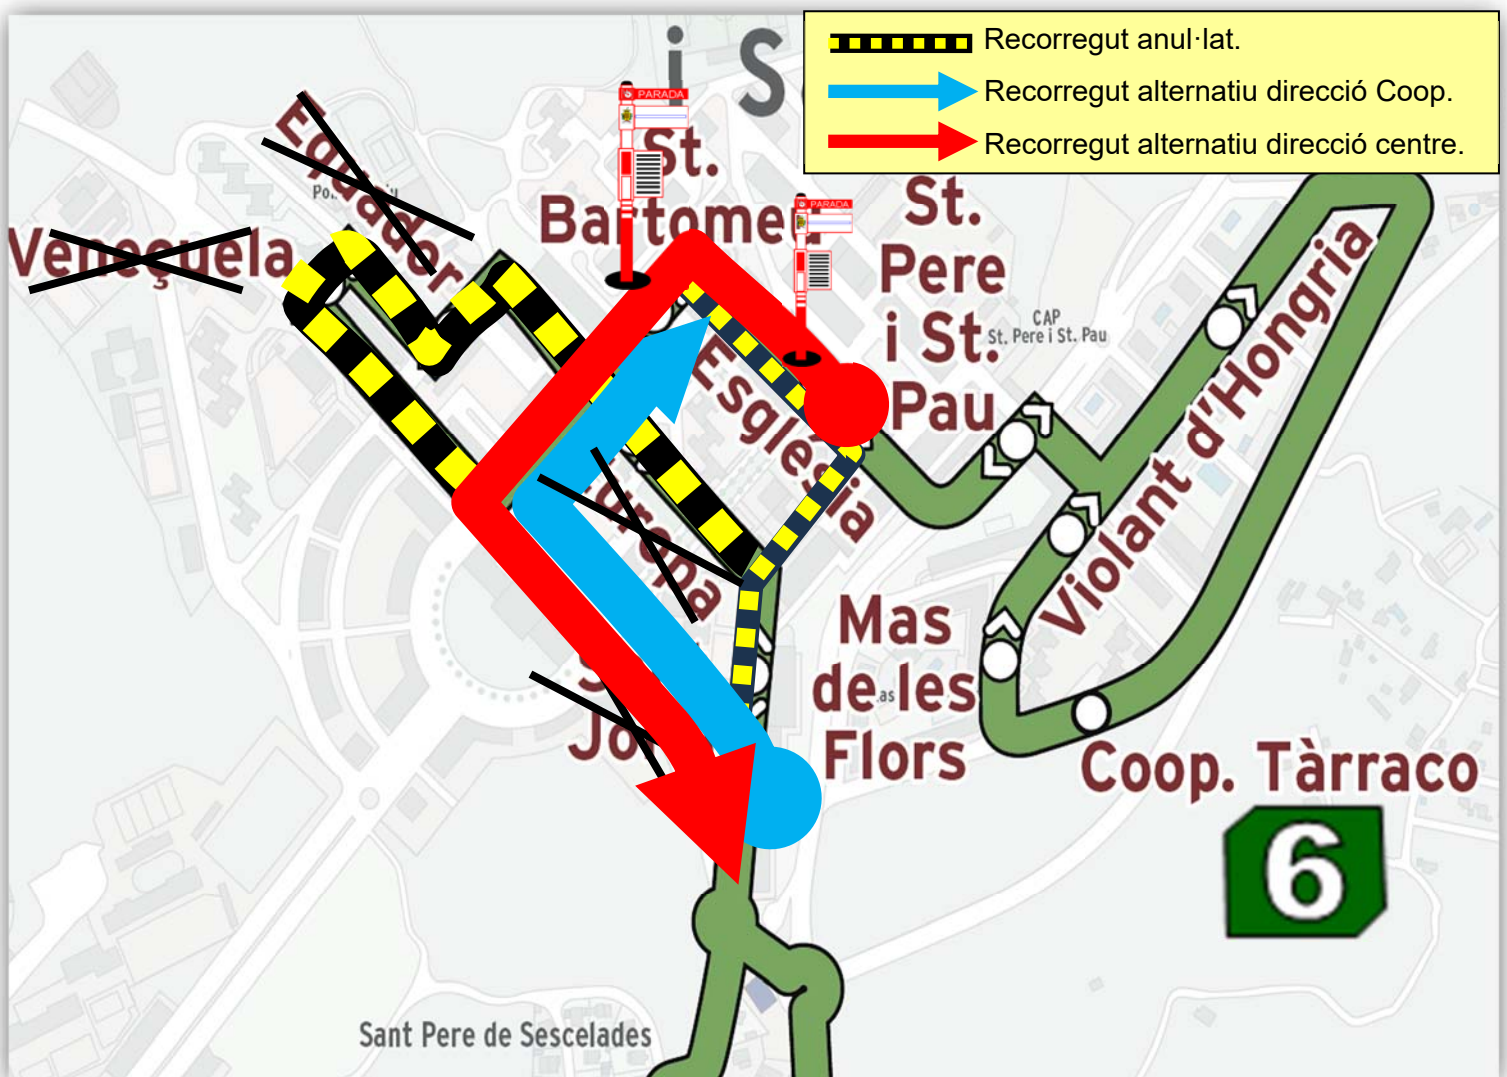 i S
Recorregut anul·lat.
Recorregut alternatiu direcció Coop.
Recorregut alternatiu direcció centre.
PARADA
PARADA
Equador
Veneçuela
St.
Bartomeu
St.
Pere
i St.
Pau
CAP
St. Pere i St. Pau
Església
Violant d'Hongria
Mas
de les
Flors
Coop. Tàrraco
6
Sant Pere de Sescelades